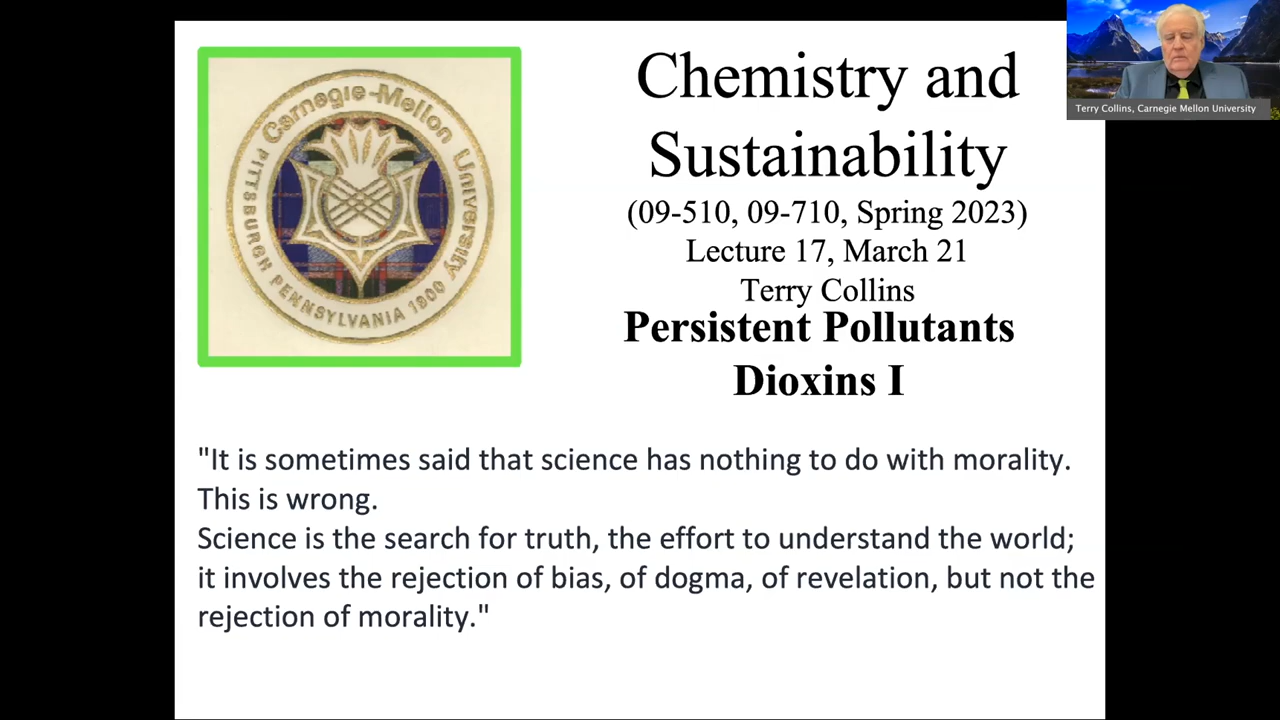 Carnegie-Mellon University
PITTSBURGH PENNSYLVANIA 1900
Chemistry and
Sustainability
(09-510, 09-710, Spring 2023)
Lecture 17, March 21
Terry Collins
Persistent Pollutants
Dioxins I
"It is sometimes said that science has nothing to do with morality.
This is wrong.
Science is the search for truth, the effort to understand the world;
it involves the rejection of bias, of dogma, of revelation, but not the
rejection of morality."
Terry Collins, Carnegie Mellon University